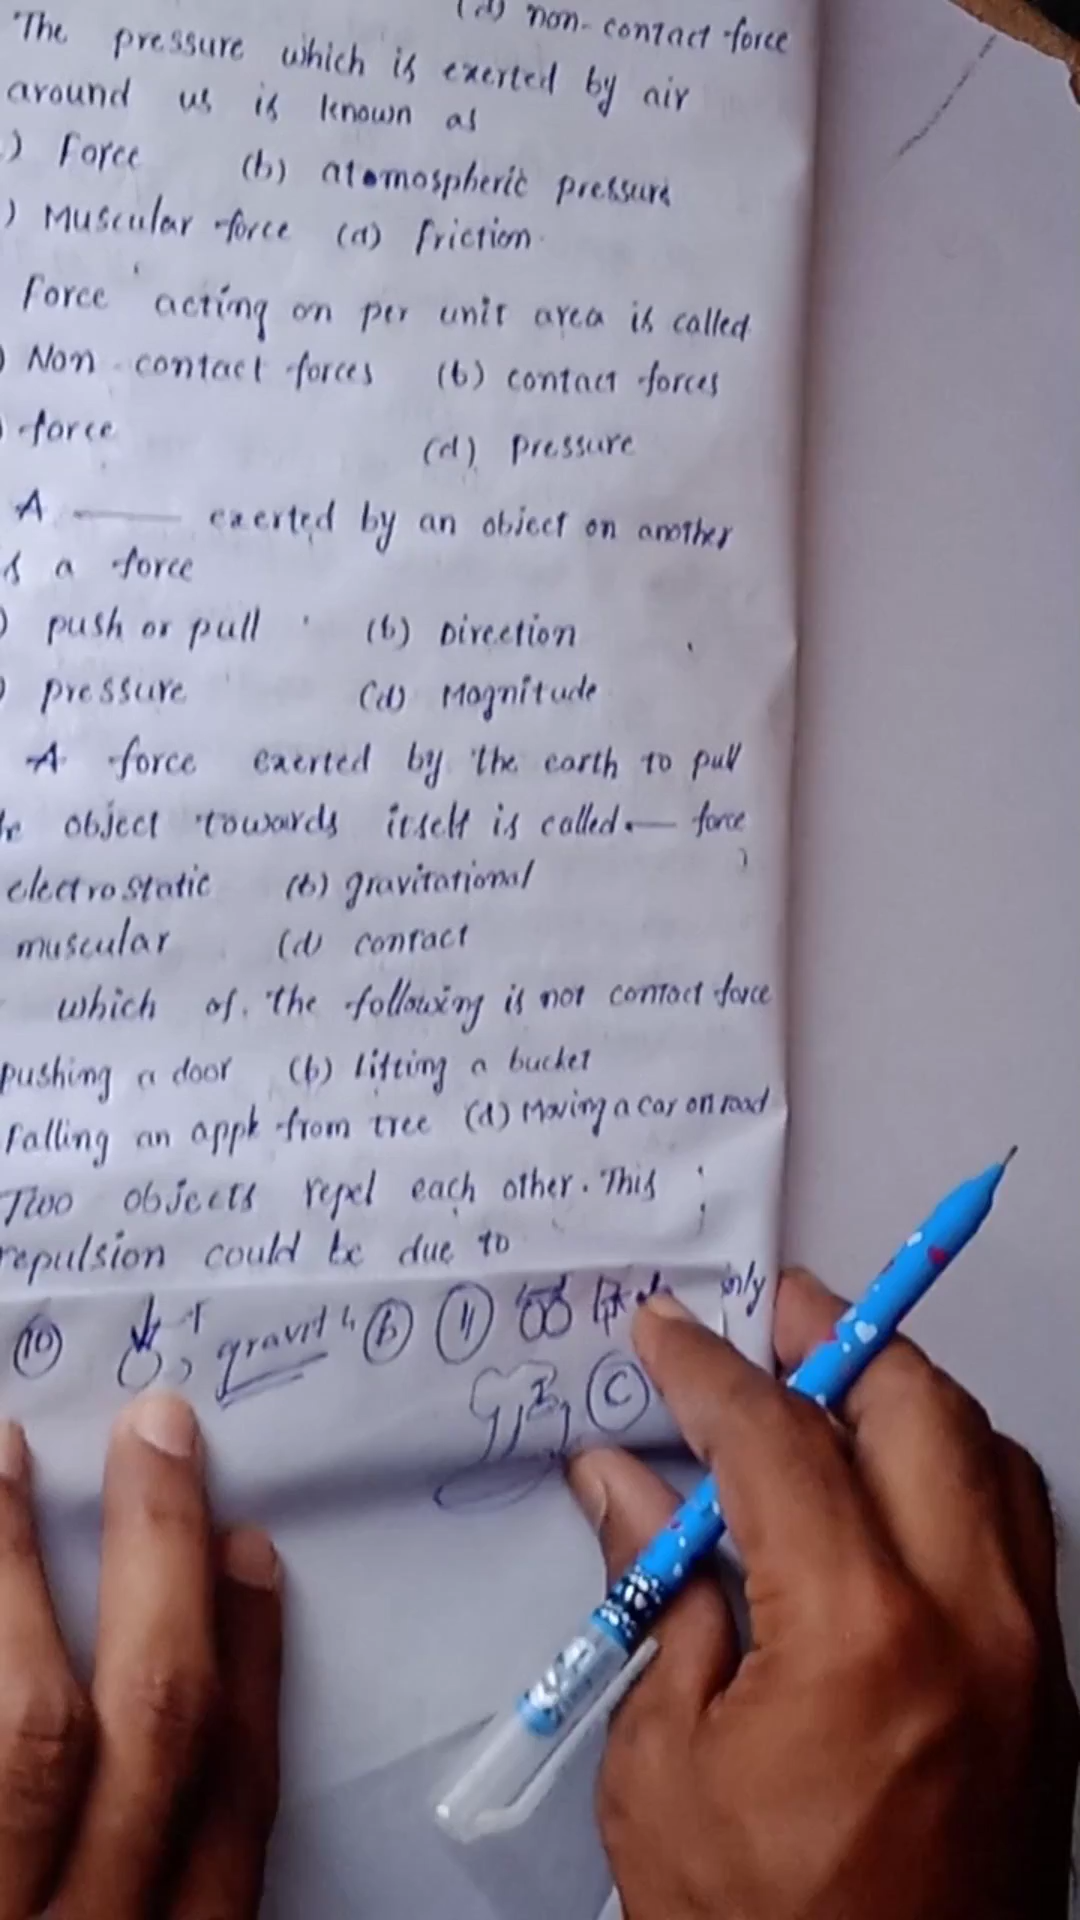 (d) non-contact force
The pressure which is exerted by air
around us is known as
) Force (b) atomospheric pressure
) Muscular force (d) friction
Force acting on per unit area is called
) Non-contact forces (b) contact forces
) force (d) pressure
A ____ exerted by an object on another
is a force
) push or pull (b) Direction
) pressure (d) Magnitude
A force exerted by the earth to pull
object towards itself is called — force
electrostatic (b) gravitational
muscular (d) contact
which of the following is not contact force
pushing a door (b) lifting a bucket
Falling an apple from tree (d) Moving a car on road
Two objects repel each other. This
repulsion could be due to
(10) gravity (b) (11) only
(c)